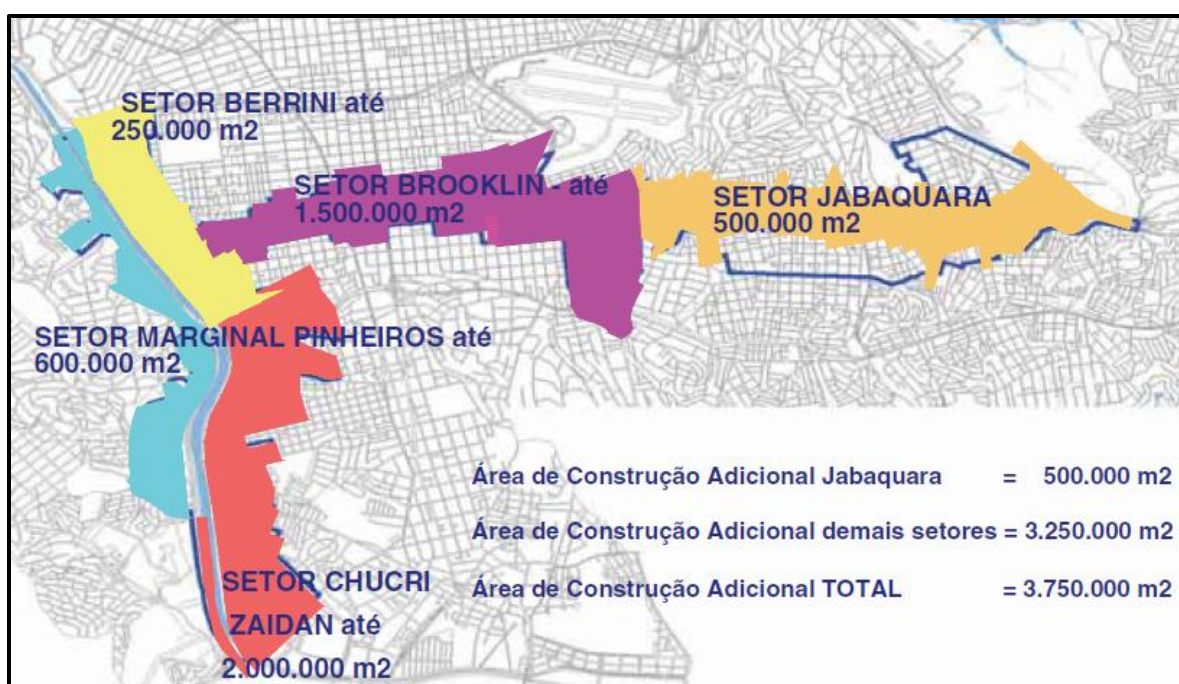 SETOR BERRINI até
250.000 m2
SETOR BROOKLIN - até
1.500.000 m2
SETOR JABAQUARA
500.000 m2
SETOR MARGINAL PINHEIROS até
600.000 m2
Área de Construção Adicional Jabaquara = 500.000 m2
Área de Construção Adicional demais setores = 3.250.000 m2
Área de Construção Adicional TOTAL = 3.750.000 m2
SETOR CHUCRI
ZAIDAN até
2.000.000 m2